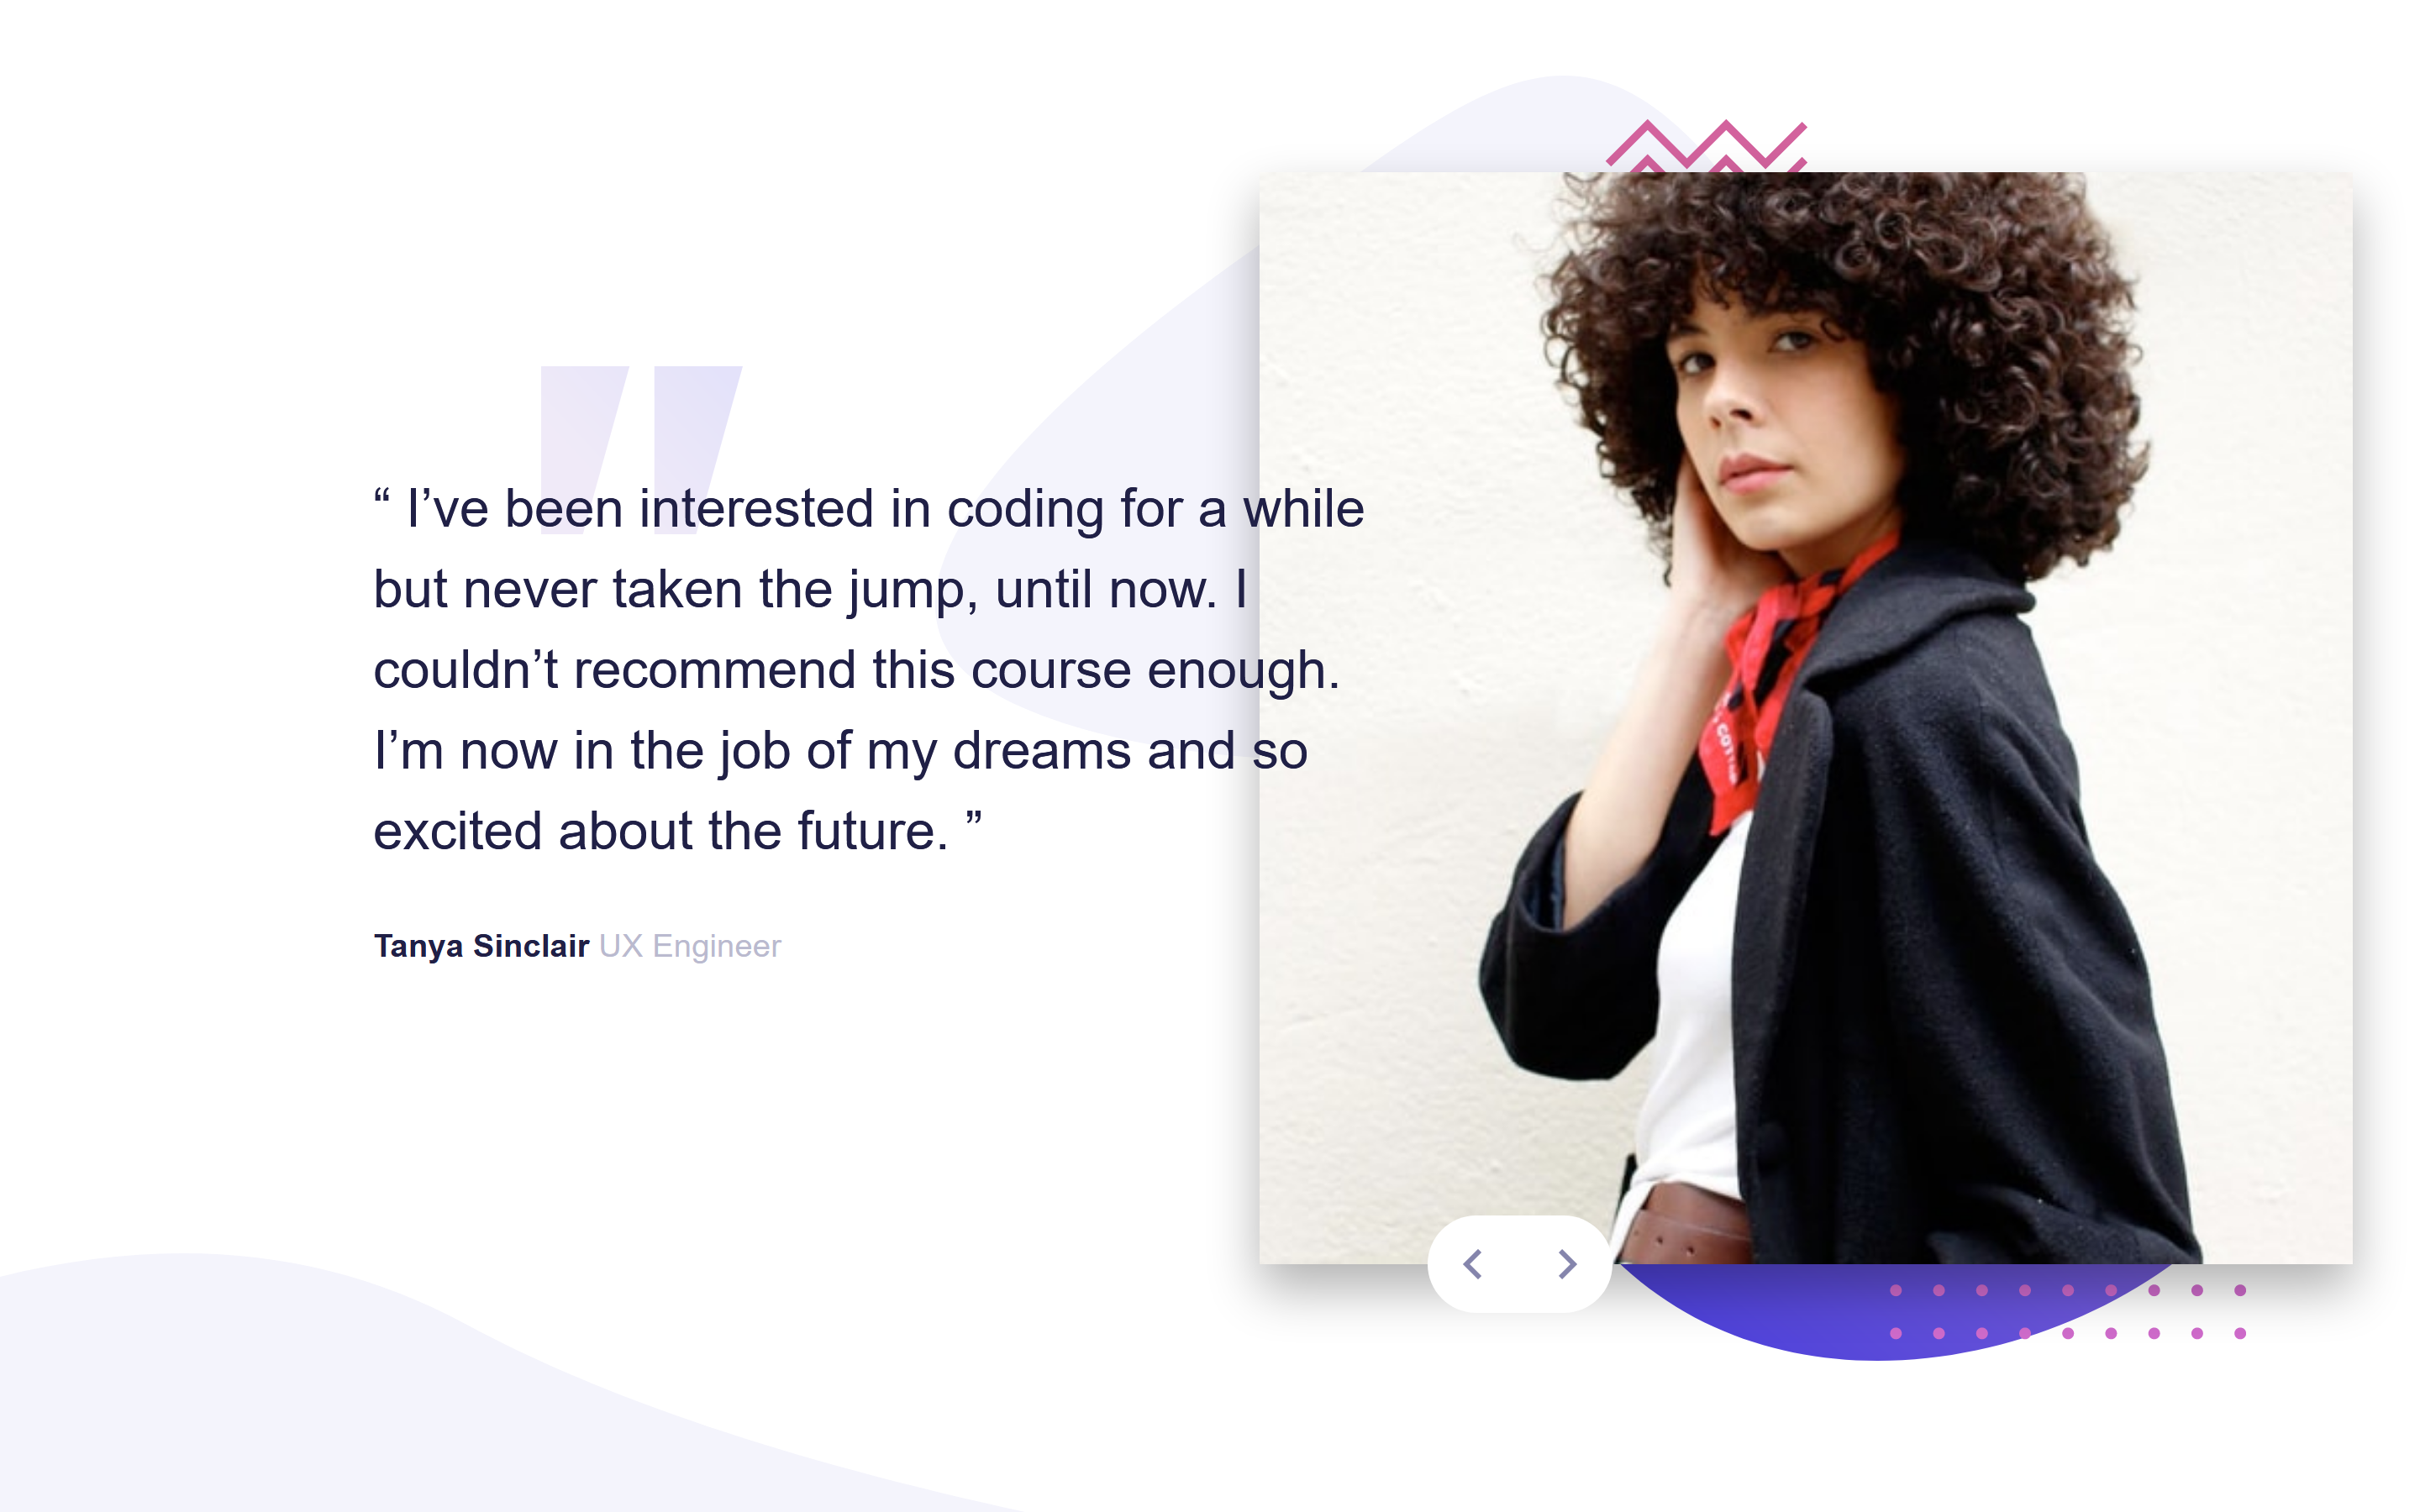 “ I’ve been interested in coding for a while
but never taken the jump, until now. I
couldn’t recommend this course enough.
I’m now in the job of my dreams and so
excited about the future. ”
Tanya Sinclair UX Engineer